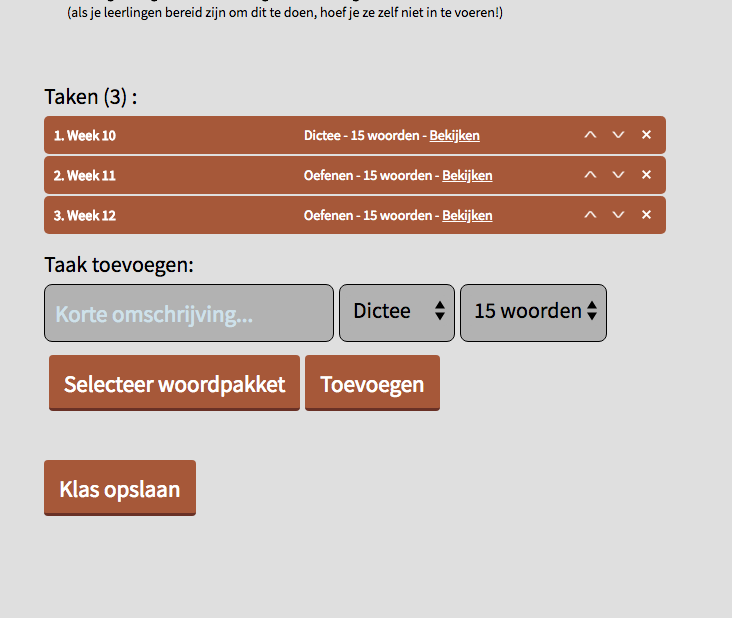 (als je leerlingen bereid zijn om dit te doen, hoef je ze zelf niet in te voeren!)
Taken (3) :
1. Week 10 Dictee - 15 woorden - Bekijken
2. Week 11 Oefenen - 15 woorden - Bekijken
3. Week 12 Oefenen - 15 woorden - Bekijken
Taak toevoegen:
Korte omschrijving... Dictee 15 woorden
Selecteer woordpakket Toevoegen
Klas opslaan